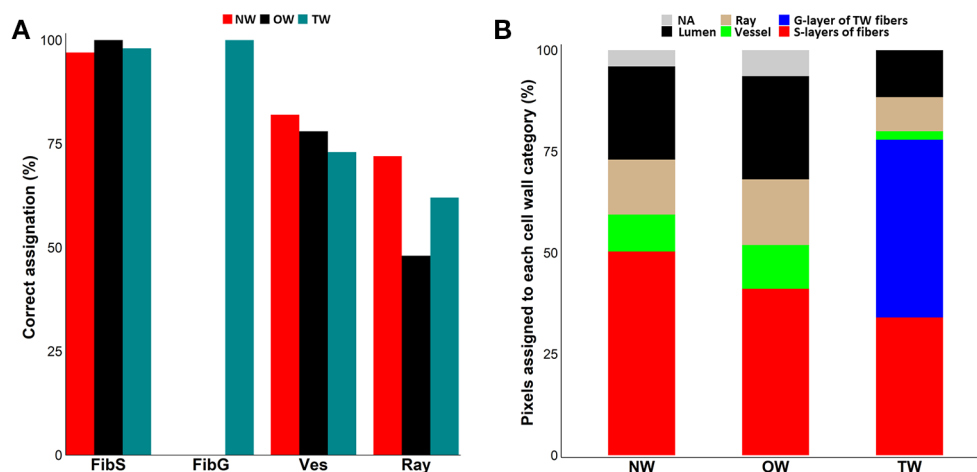 A
NW OW TW
Correct assignation (%)
100
75
50
25
0
FibS FibG Ves Ray
B
NA Ray G-layer of TW fibers
Lumen Vessel S-layers of fibers
Pixels assigned to each cell wall category (%)
100
75
50
25
0
NW OW TW